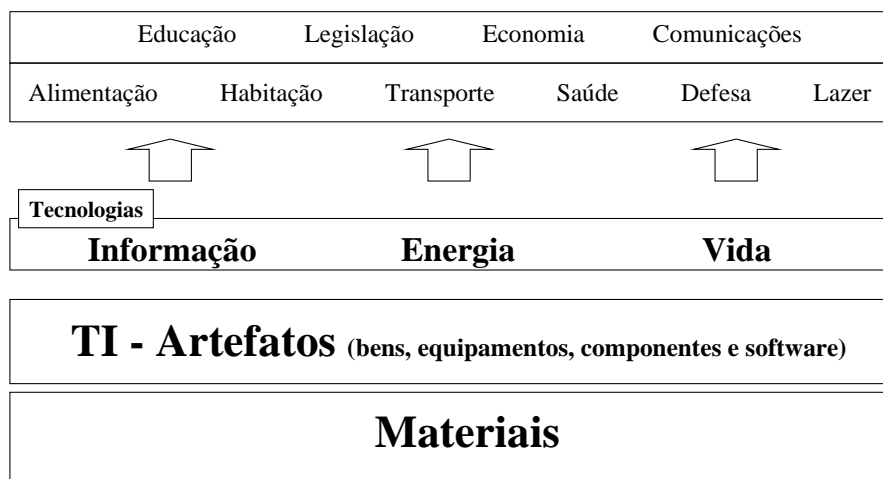 Educação Legislação Economia Comunicações
Alimentação Habitação Transporte Saúde Defesa Lazer
Tecnologias
Informação Energia Vida
TI - Artefatos (bens, equipamentos, componentes e software)
Materiais